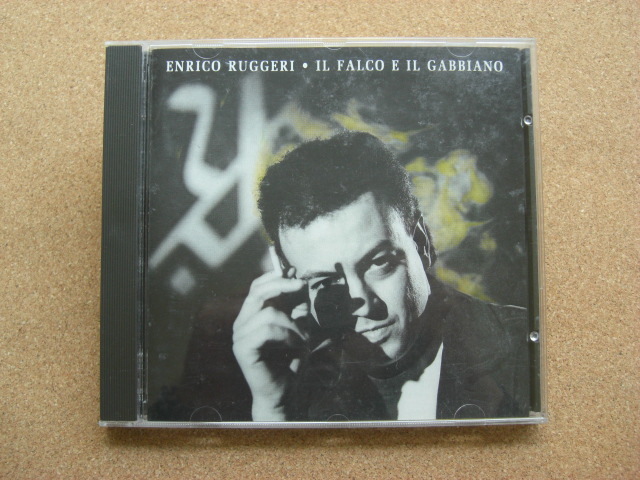 ENRICO RUGGERI • IL FALCO E IL GABBIANO